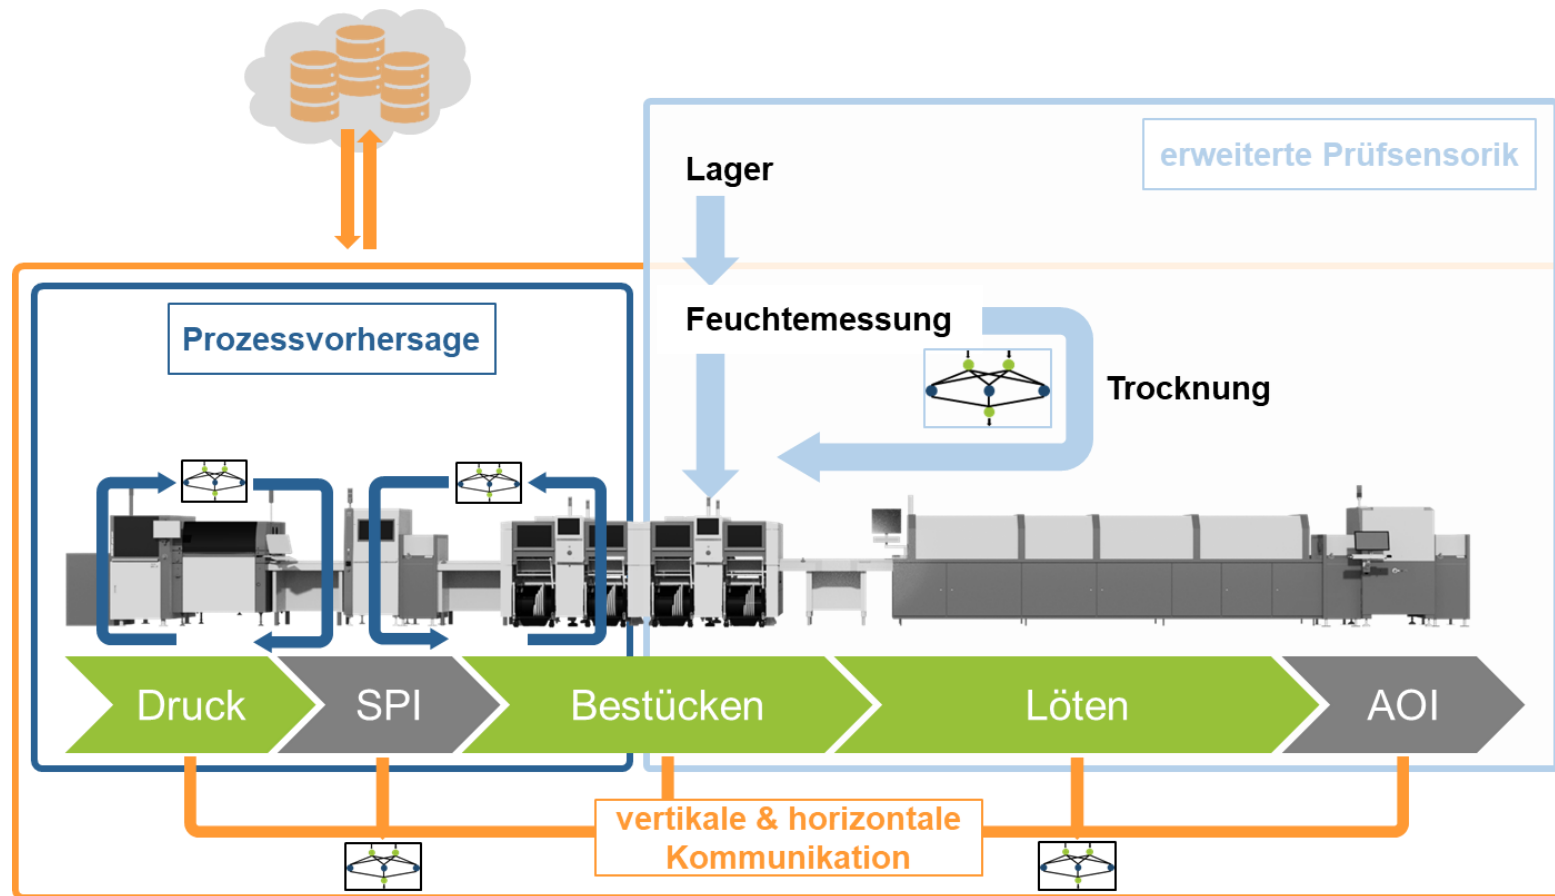 erweiterte Prüfsensorik
Lager
Feuchtemessung
Prozessvorhersage
Trocknung
Druck
SPI
Bestücken
Löten
AOI
vertikale & horizontale
Kommunikation